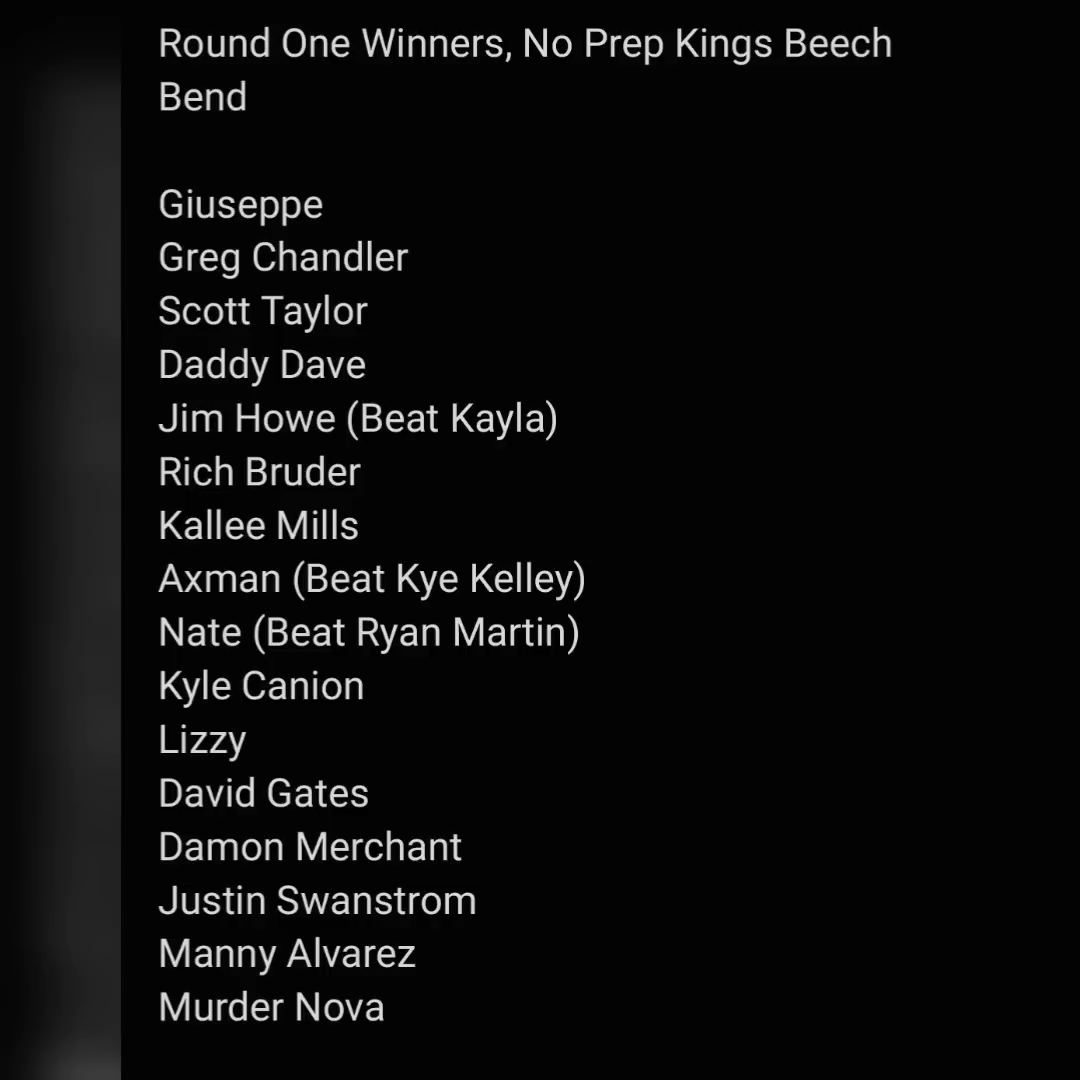 Round One Winners, No Prep Kings Beech
Bend
Giuseppe
Greg Chandler
Scott Taylor
Daddy Dave
Jim Howe (Beat Kayla)
Rich Bruder
Kallee Mills
Axman (Beat Kye Kelley)
Nate (Beat Ryan Martin)
Kyle Canion
Lizzy
David Gates
Damon Merchant
Justin Swanstrom
Manny Alvarez
Murder Nova